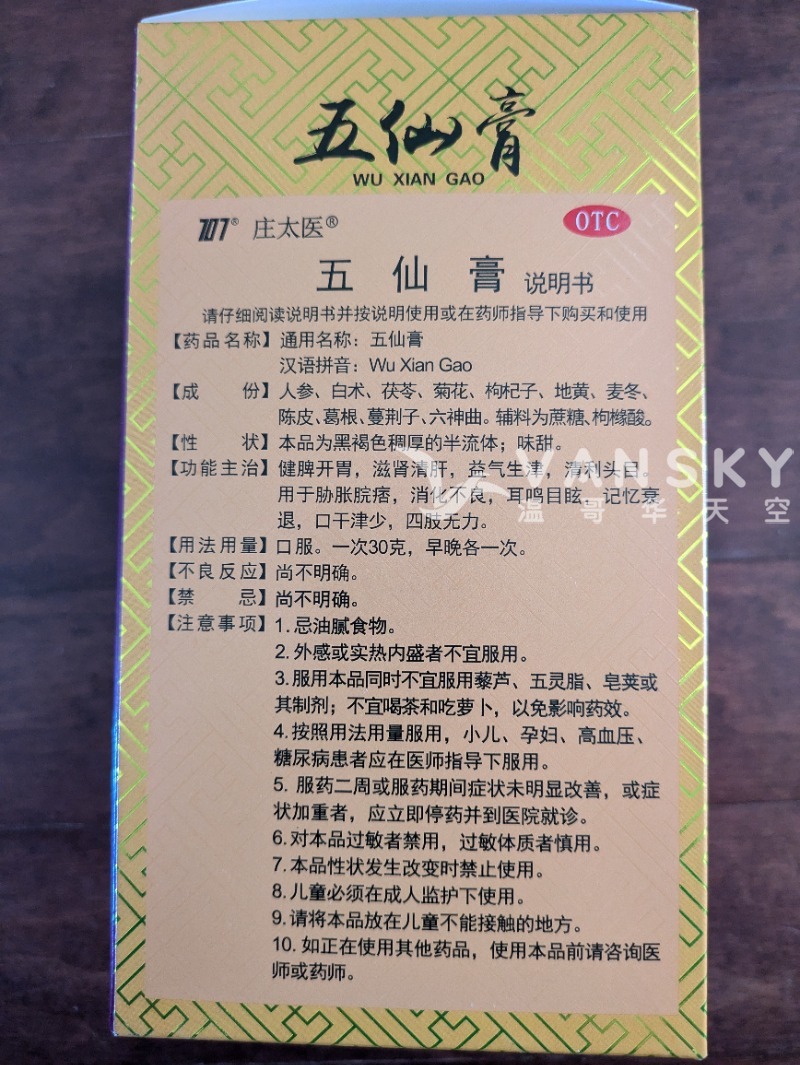 五仙膏
WU XIAN GAO
707® 庄太医® OTC
五仙膏 说明书
请仔细阅读说明书并按说明使用或在药师指导下购买和使用
【药品名称】通用名称：五仙膏
汉语拼音：Wu Xian Gao
【成 份】人参、白术、茯苓、菊花、枸杞子、地黄、麦冬、
陈皮、葛根、蔓荆子、六神曲。辅料为蔗糖、枸橼酸。
【性 状】本品为黑褐色稠厚的半流体；味甜。
【功能主治】健脾开胃，滋肾清肝，益气生津，清利头目。
用于胁胀脘痞，消化不良，耳鸣目眩，记忆衰
退，口干津少，四肢无力。
VANSKY
温哥华天空
【用法用量】口服。一次30克，早晚各一次。
【不良反应】尚不明确。
【禁 忌】尚不明确。
【注意事项】1.忌油腻食物。
2.外感或实热内盛者不宜服用。
3.服用本品同时不宜服用藜芦、五灵脂、皂荚或
其制剂；不宜喝茶和吃萝卜，以免影响药效。
4.按照用法用量服用，小儿、孕妇、高血压、
糖尿病患者应在医师指导下服用。
5.服药二周或服药期间症状未明显改善，或症
状加重者，应立即停药并到医院就诊。
6.对本品过敏者禁用，过敏体质者慎用。
7.本品性状发生改变时禁止使用。
8.儿童必须在成人监护下使用。
9.请将本品放在儿童不能接触的地方。
10.如正在使用其他药品，使用本品前请咨询医
师或药师。